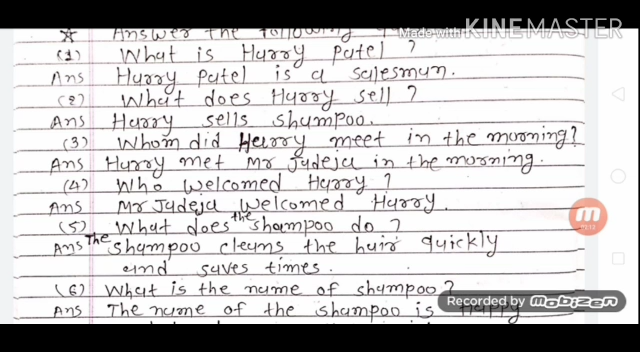 ★ Answer the following
Made with KINEMASTER
(1) What is Harry Patel ?
Ans Harry Patel is a salesman.
(2) What does Harry sell ?
Ans Harry sells shampoo.
(3) Whom did Harry meet in the morning?
Ans Harry met Mr Jadeja in the morning.
(4) Who welcomed Harry ?
Ans Mr Jadeja welcomed Harry.
(5) What does the shampoo do ?
Ans The shampoo cleans the hair quickly
and saves times.
(6) What is the name of shampoo?
Ans The name of the shampoo is Happy
Recorded by mobizen